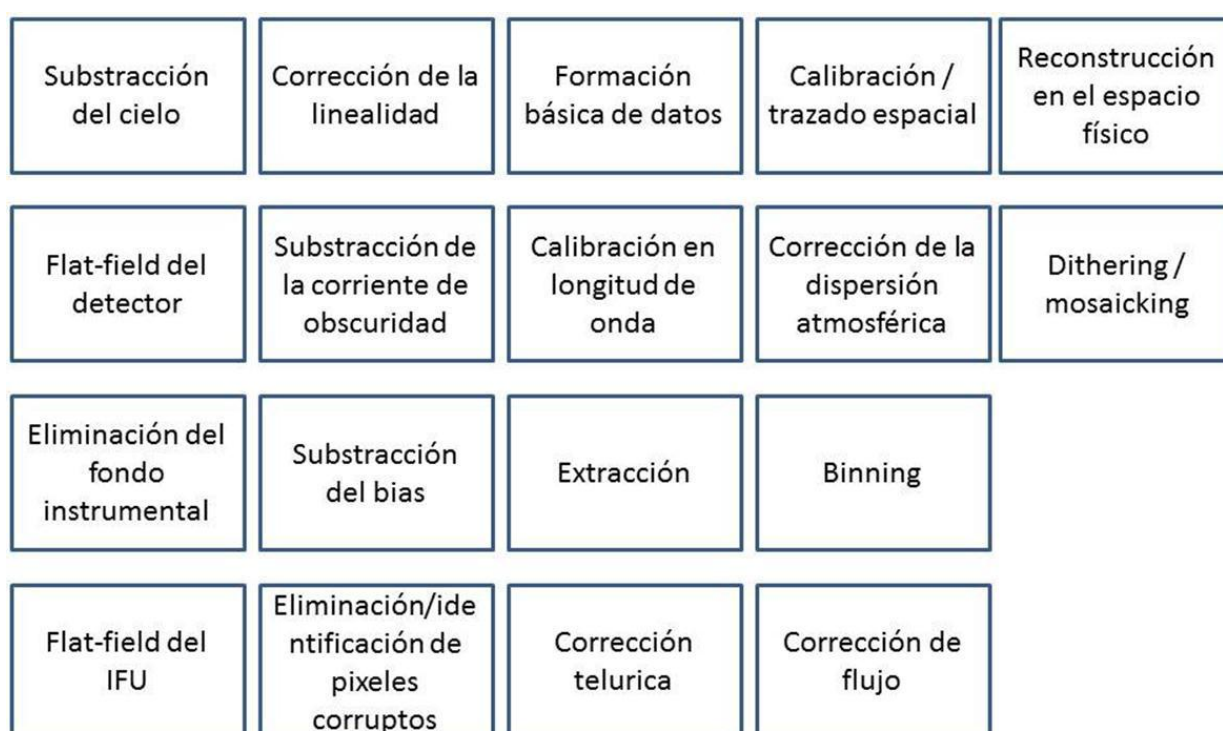 Substracción
del cielo
Corrección de la
linealidad
Formación
básica de datos
Calibración /
trazado espacial
Reconstrucción
en el espacio
físico
Flat-field del
detector
Substracción de
la corriente de
obscuridad
Calibración en
longitud de
onda
Corrección de la
dispersión
atmosférica
Dithering /
mosaicking
Eliminación del
fondo
instrumental
Substracción
del bias
Extracción
Binning
Flat-field del
IFU
Eliminación/ide
ntificación de
pixeles
corruptos
Corrección
telurica
Corrección de
flujo